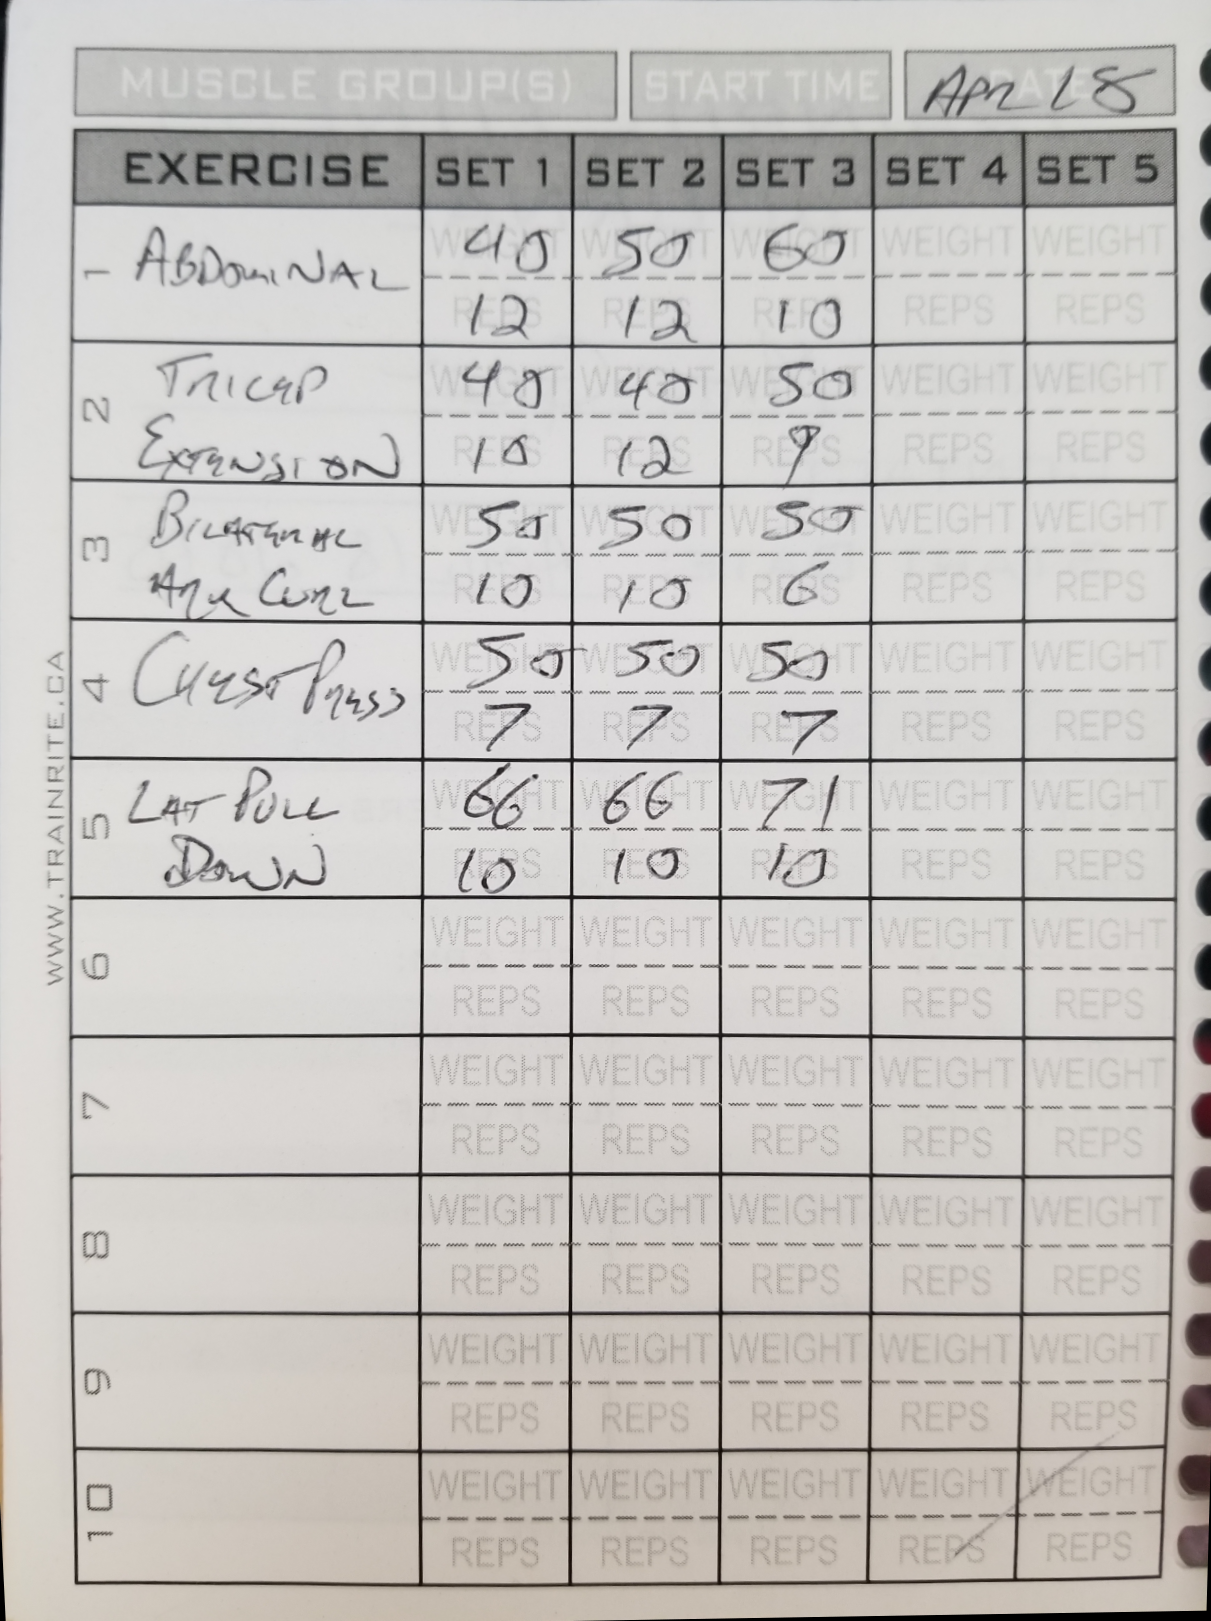 MUSCLE GROUP(S) START TIME DATE APR 18
EXERCISE SET 1 SET 2 SET 3 SET 4 SET 5
1 ABDOMINAL
WEIGHT 40 WEIGHT 50 WEIGHT 60 WEIGHT WEIGHT
REPS 12 REPS 12 REPS 10 REPS REPS
2 TRICEP
EXTENSION
WEIGHT 40 WEIGHT 40 WEIGHT 50 WEIGHT WEIGHT
REPS 10 REPS 12 REPS 9 REPS REPS
3 BILATERAL
ARM CURL
WEIGHT 50 WEIGHT 50 WEIGHT 50 WEIGHT WEIGHT
REPS 10 REPS 10 REPS 6 REPS REPS
4 CHEST PRESS
WEIGHT 50 WEIGHT 50 WEIGHT 50 WEIGHT WEIGHT
REPS 7 REPS 7 REPS 7 REPS REPS
5 LAT PULL
DOWN
WEIGHT 66 WEIGHT 66 WEIGHT 71 WEIGHT WEIGHT
REPS 10 REPS 10 REPS 10 REPS REPS
6
WEIGHT WEIGHT WEIGHT WEIGHT WEIGHT
REPS REPS REPS REPS REPS
7
WEIGHT WEIGHT WEIGHT WEIGHT WEIGHT
REPS REPS REPS REPS REPS
8
WEIGHT WEIGHT WEIGHT WEIGHT WEIGHT
REPS REPS REPS REPS REPS
9
WEIGHT WEIGHT WEIGHT WEIGHT WEIGHT
REPS REPS REPS REPS REPS
10
WEIGHT WEIGHT WEIGHT WEIGHT WEIGHT
REPS REPS REPS REPS REPS
WWW.TRAINRITE.CA